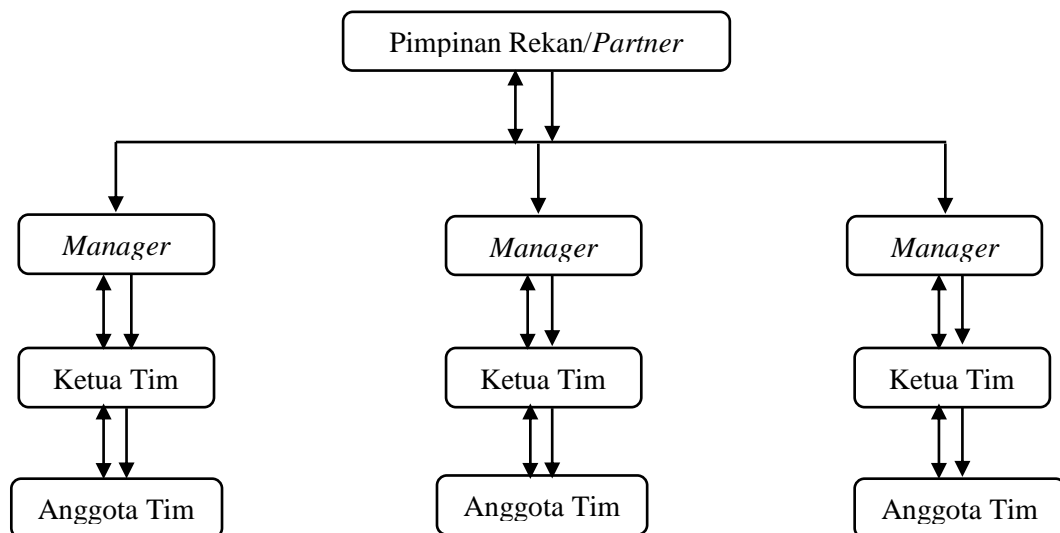 Pimpinan Rekan/Partner
Manager
Manager
Manager
Ketua Tim
Ketua Tim
Ketua Tim
Anggota Tim
Anggota Tim
Anggota Tim